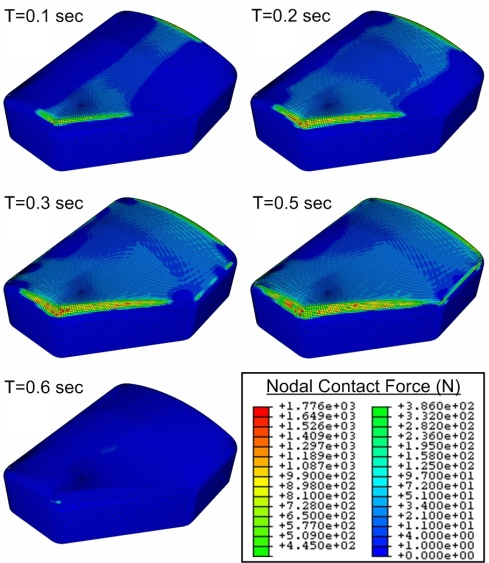 T=0.1 sec
T=0.2 sec
T=0.3 sec
T=0.5 sec
T=0.6 sec
Nodal Contact Force (N)
+1.776e+03
+1.649e+03
+1.526e+03
+1.409e+03
+1.297e+03
+1.189e+03
+1.087e+03
+9.900e+02
+8.980e+02
+8.100e+02
+7.280e+02
+6.500e+02
+5.770e+02
+5.090e+02
+4.450e+02
+3.860e+02
+3.320e+02
+2.820e+02
+2.360e+02
+1.950e+02
+1.580e+02
+1.250e+02
+9.700e+01
+7.200e+01
+5.100e+01
+3.400e+01
+2.100e+01
+1.100e+01
+4.000e+00
+1.000e+00
+0.000e+00